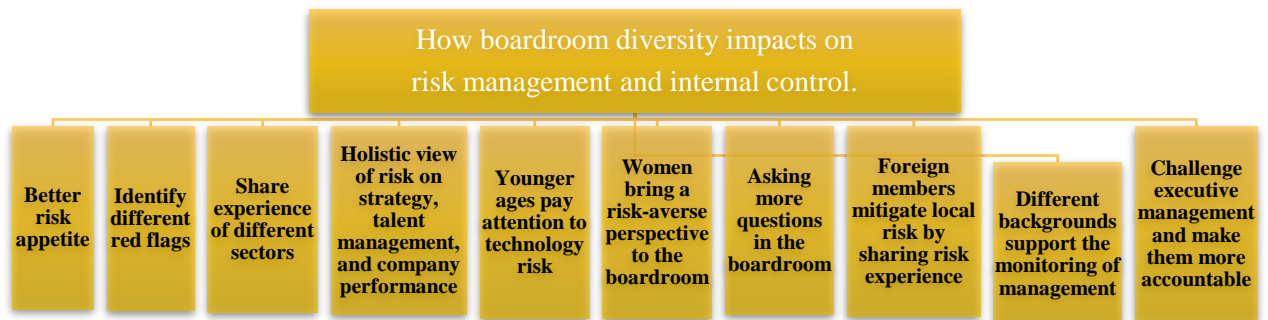 How boardroom diversity impacts on
risk management and internal control.
Better
risk
appetite
Identify
different
red flags
Share
experience
of different
sectors
Holistic view
of risk on
strategy,
talent
management,
and company
performance
Younger
ages pay
attention to
technology
risk
Women
bring a
risk-averse
perspective
to the
boardroom
Asking
more
questions
in the
boardroom
Foreign
members
mitigate local
risk by
sharing risk
experience
Different
backgrounds
support the
monitoring of
management
Challenge
executive
management
and make
them more
accountable